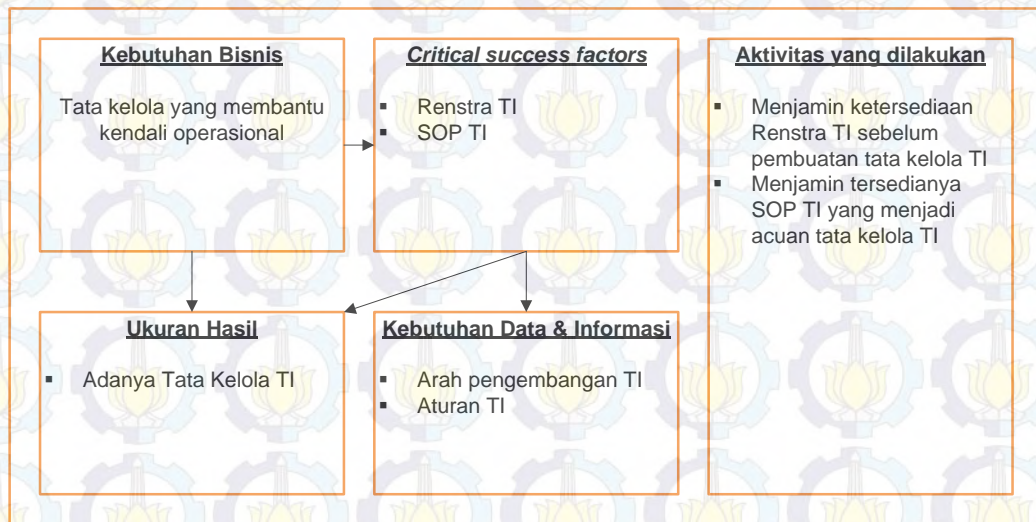 Kebutuhan Bisnis
Tata kelola yang membantu
kendali operasional
Critical success factors
▪ Renstra TI
▪ SOP TI
Aktivitas yang dilakukan
▪ Menjamin ketersediaan
Renstra TI sebelum
pembuatan tata kelola TI
▪ Menjamin tersedianya
SOP TI yang menjadi
acuan tata kelola TI
Ukuran Hasil
▪ Adanya Tata Kelola TI
Kebutuhan Data & Informasi
▪ Arah pengembangan TI
▪ Aturan TI